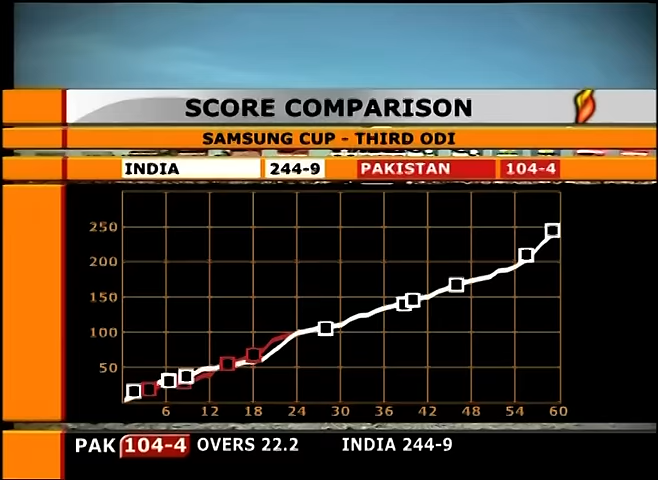 SCORE COMPARISON
SAMSUNG CUP - THIRD ODI
INDIA 244-9 PAKISTAN 104-4
250
200
150
100
50
6 12 18 24 30 36 42 48 54 60
PAK 104-4 OVERS 22.2 INDIA 244-9